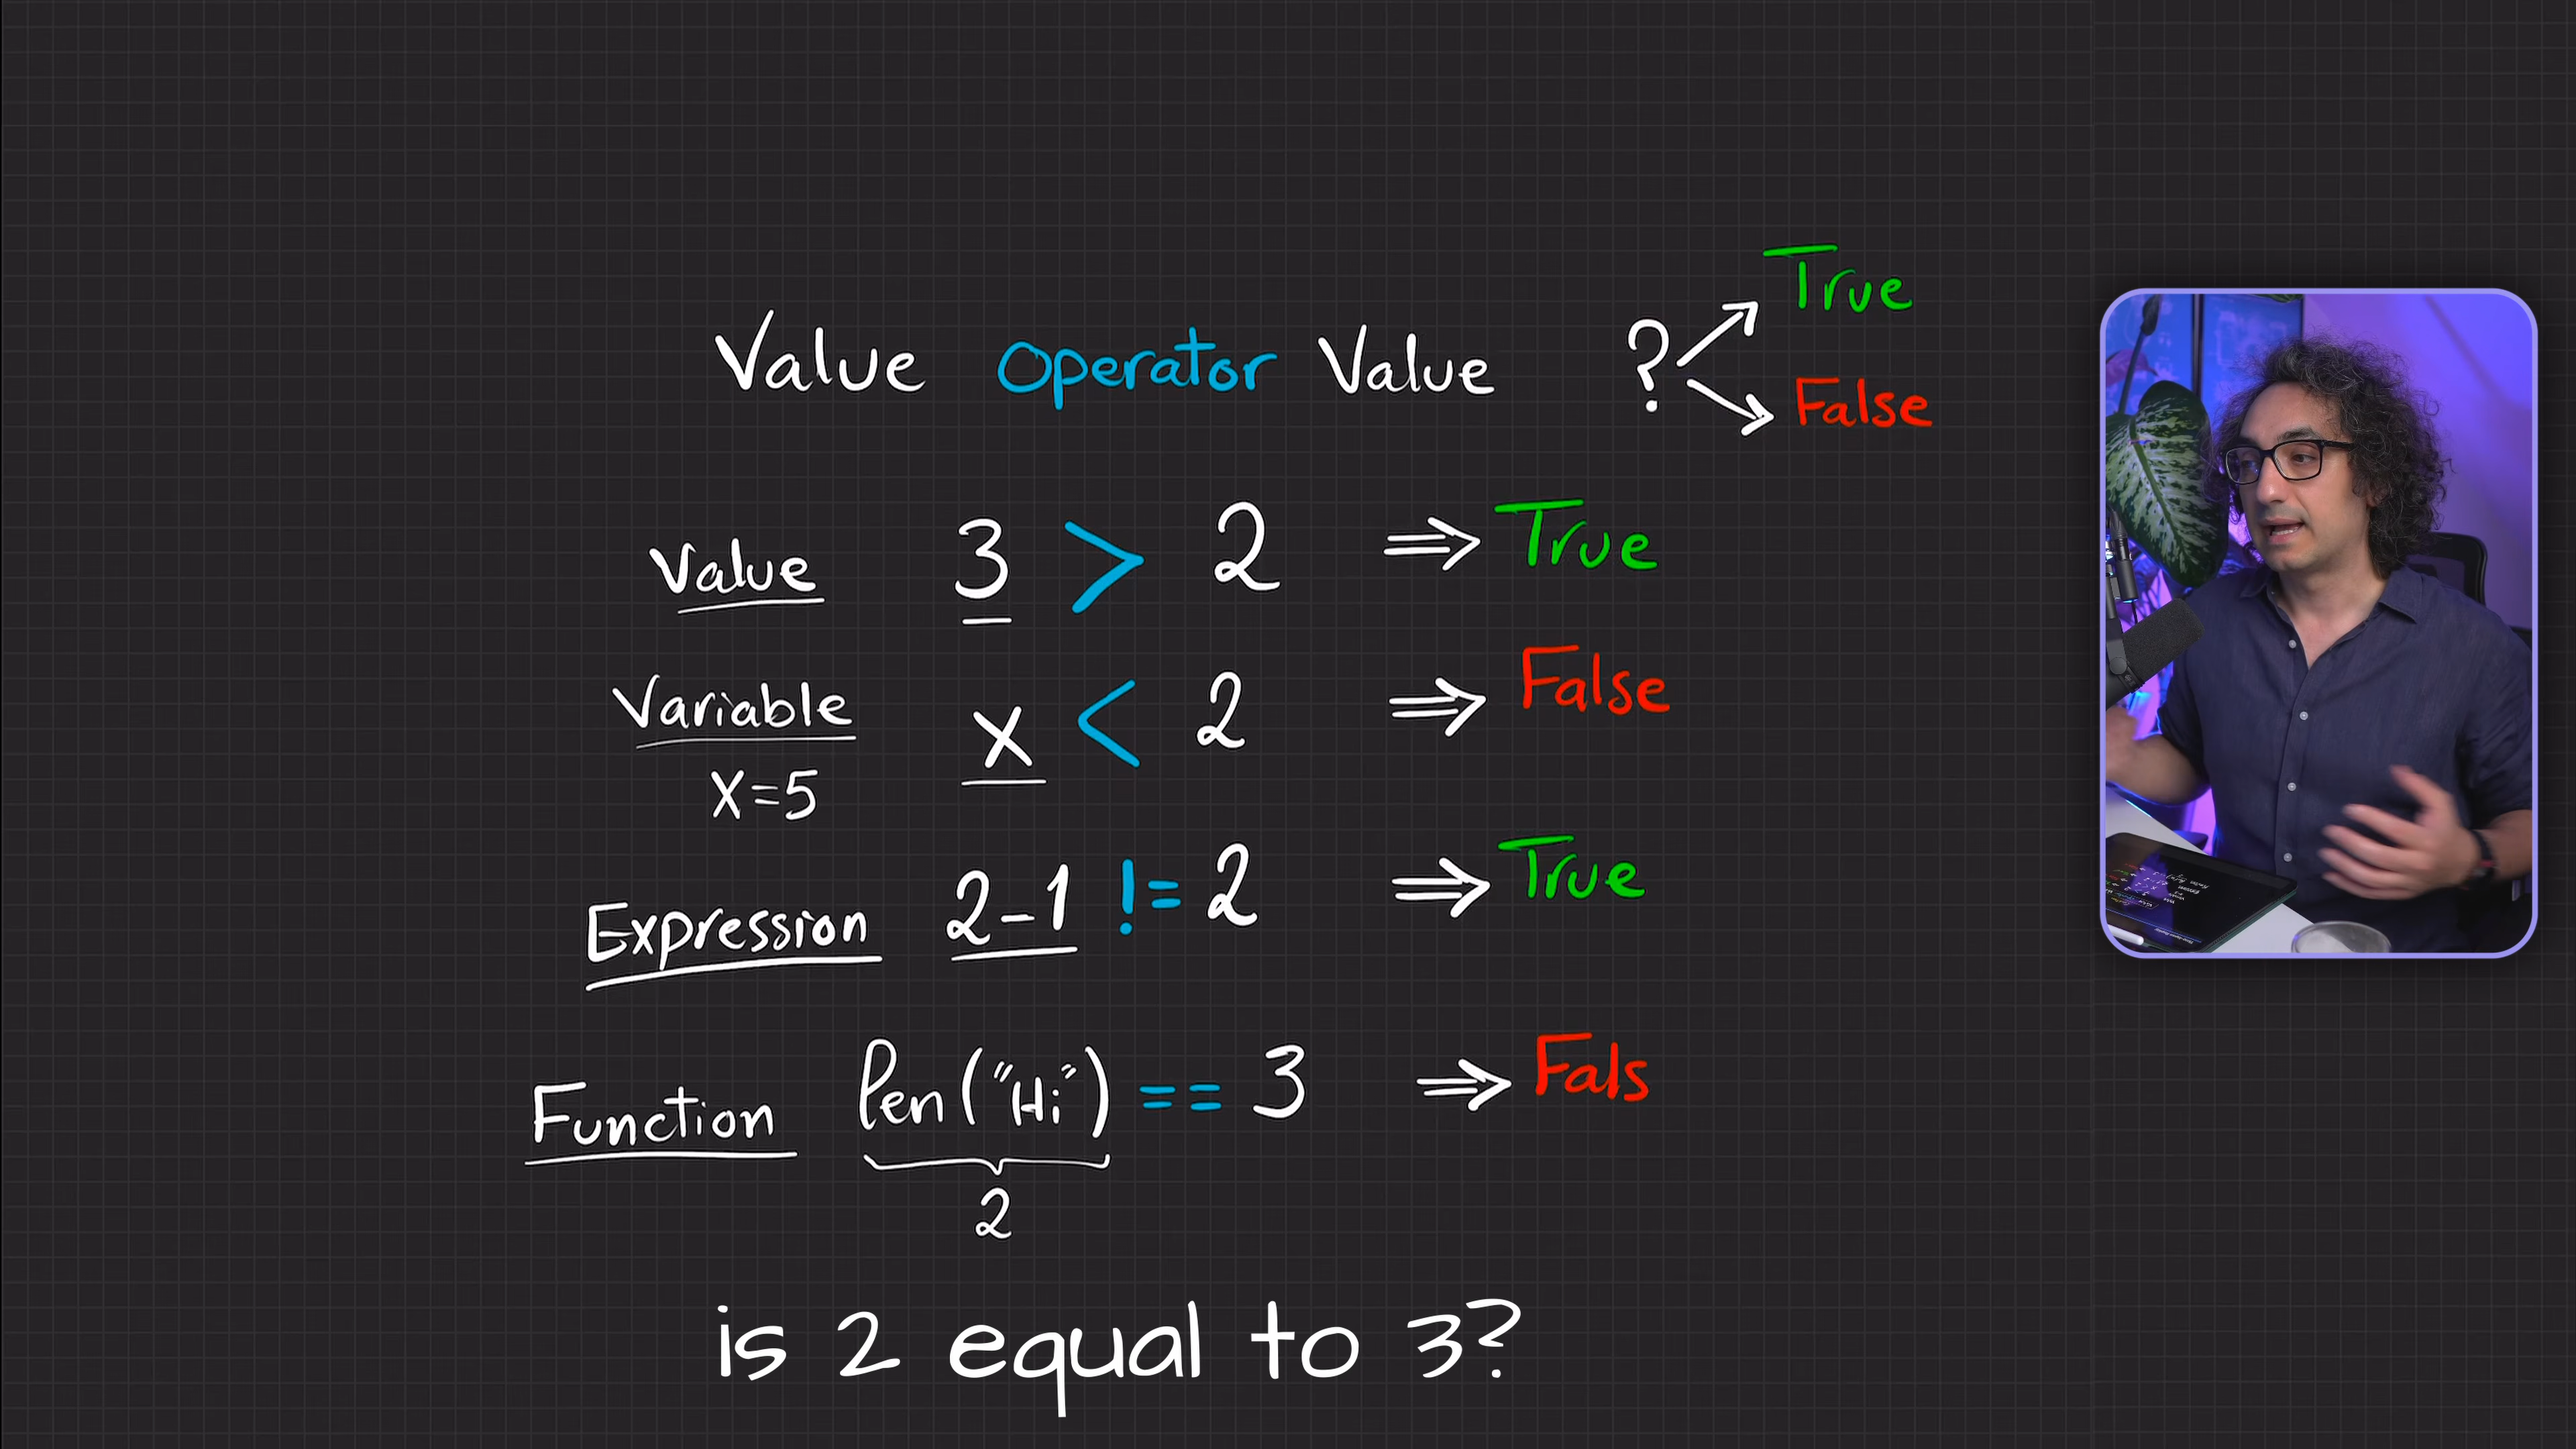 Value Operator Value ? True
False
Value 3 > 2 ⇒ True
Variable x < 2 ⇒ False
X=5
Expression 2-1 != 2 ⇒ True
Function len("Hi") == 3 ⇒ Fals
2
is 2 equal to 3?